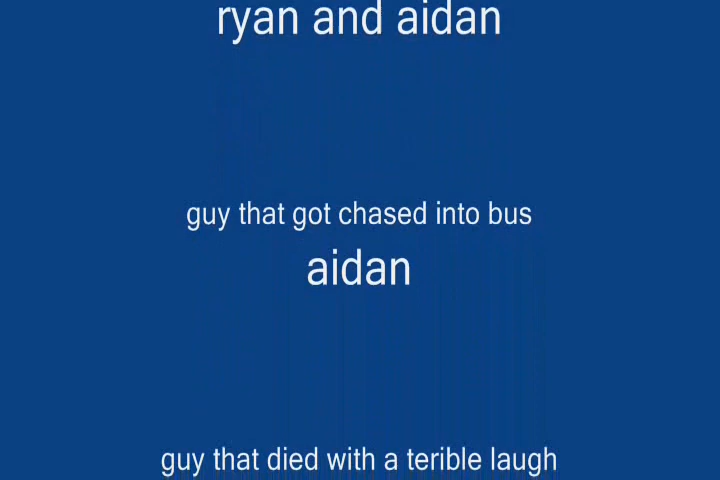 ryan and aidan
guy that got chased into bus
aidan
guy that died with a terible laugh